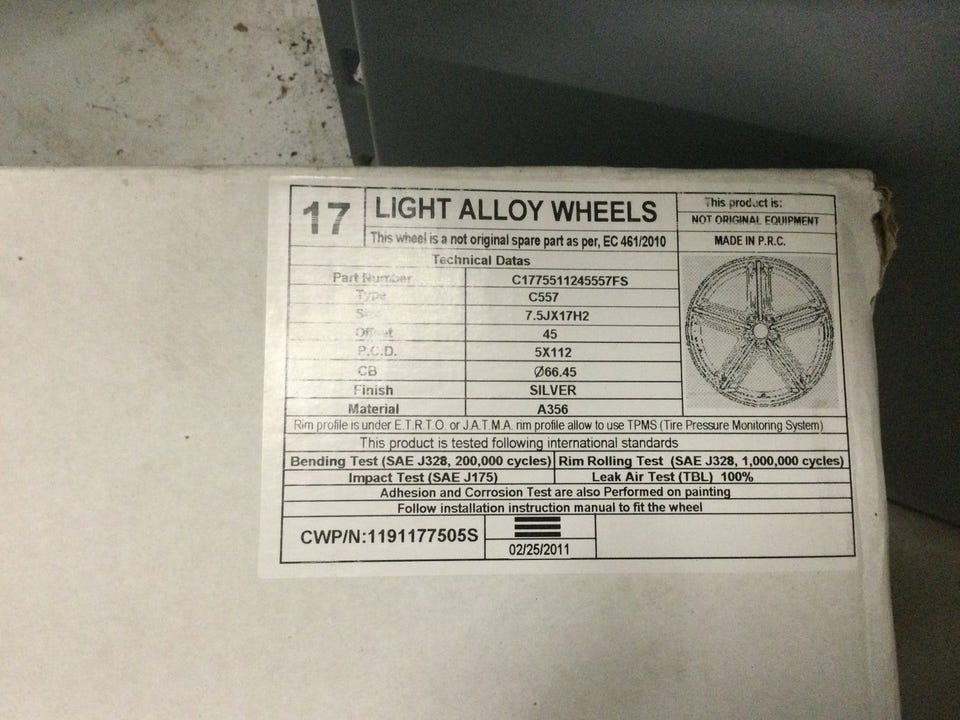 17
LIGHT ALLOY WHEELS
This wheel is a not original spare part as per, EC 461/2010
This product is:
NOT ORIGINAL EQUIPMENT
MADE IN P.R.C.
Technical Datas
Part Number C1775511245557FS
Type C557
Size 7.5JX17H2
Offset 45
P.C.D. 5X112
CB Ø66.45
Finish SILVER
Material A356
Rim profile is under E.T.R.T.O. or J.A.T.M.A. rim profile allow to use TPMS (Tire Pressure Monitoring System)
This product is tested following international standards
Bending Test (SAE J328, 200,000 cycles) Rim Rolling Test (SAE J328, 1,000,000 cycles)
Impact Test (SAE J175) Leak Air Test (TBL) 100%
Adhesion and Corrosion Test are also Performed on painting
Follow installation instruction manual to fit the wheel
CWP/N:1191177505S
02/25/2011